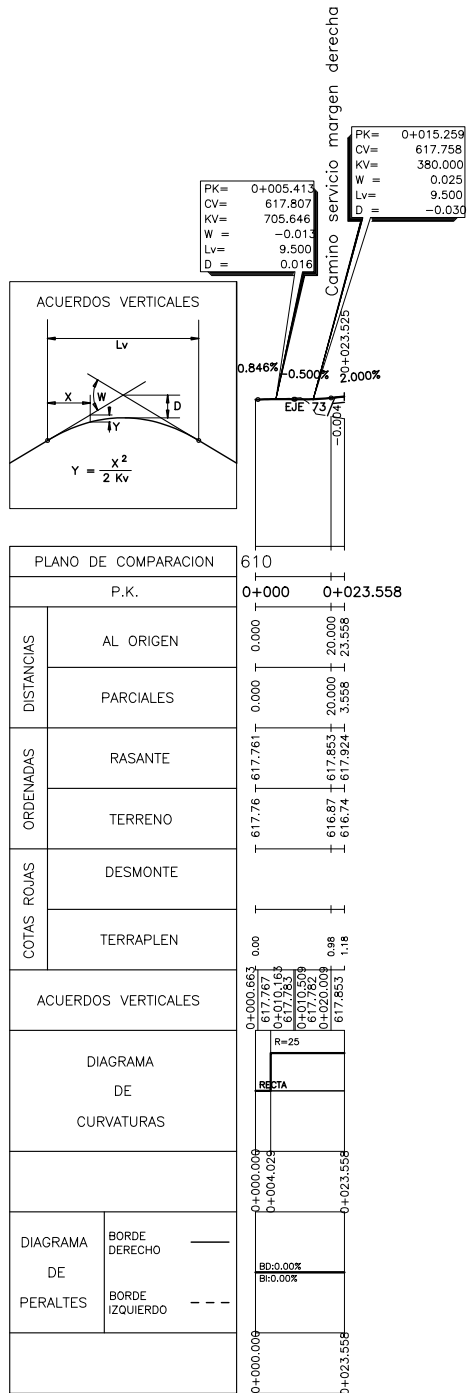 Camino servicio margen derecha
PK= 0+015.259
CV= 617.758
KV= 380.000
W = 0.025
Lv= 9.500
D = -0.030
PK= 0+005.413
CV= 617.807
KV= 705.646
W = -0.013
Lv= 9.500
D = 0.016
ACUERDOS VERTICALES
Lv
X
W
D
Y
Y = X² / 2 Kv
0+023.525
0.846%
-0.500%
2.000%
EJE 73
-0.004
PLANO DE COMPARACION 610
P.K. 0+000 0+023.558
DISTANCIAS
AL ORIGEN 0.000 20.000 23.558
PARCIALES 0.000 20.000 3.558
ORDENADAS
RASANTE 617.761 617.853 617.924
TERRENO 617.76 616.87 616.74
COTAS ROJAS
DESMONTE
TERRAPLEN 0.00 0.98 1.18
ACUERDOS VERTICALES 0+000.663 617.767 0+010.163 617.783 0+010.509 617.782 0+020.009 617.853
DIAGRAMA
DE
CURVATURAS
R=25
RECTA
0+000.000 0+004.029 0+023.558
DIAGRAMA
DE
PERALTES
BORDE
DERECHO
BORDE
IZQUIERDO
BD:0.00%
BI:0.00%
0+000.000 0+023.558